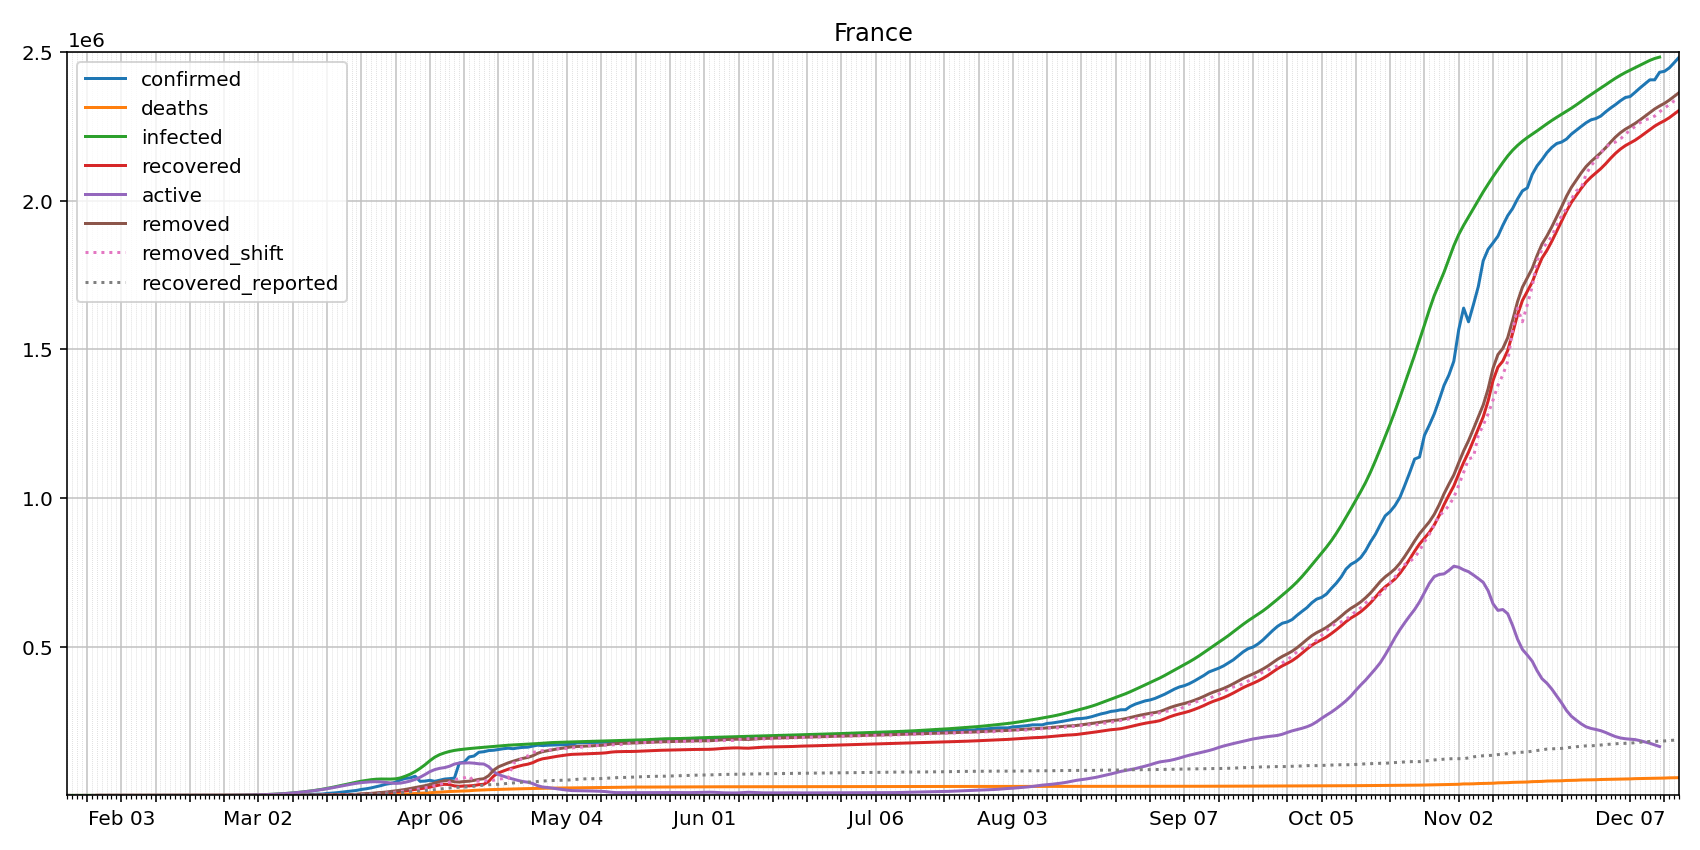 France
1e6
2.5
2.0
1.5
1.0
0.5
confirmed
deaths
infected
recovered
active
removed
removed_shift
recovered_reported
Feb 03 Mar 02 Apr 06 May 04 Jun 01 Jul 06 Aug 03 Sep 07 Oct 05 Nov 02 Dec 07